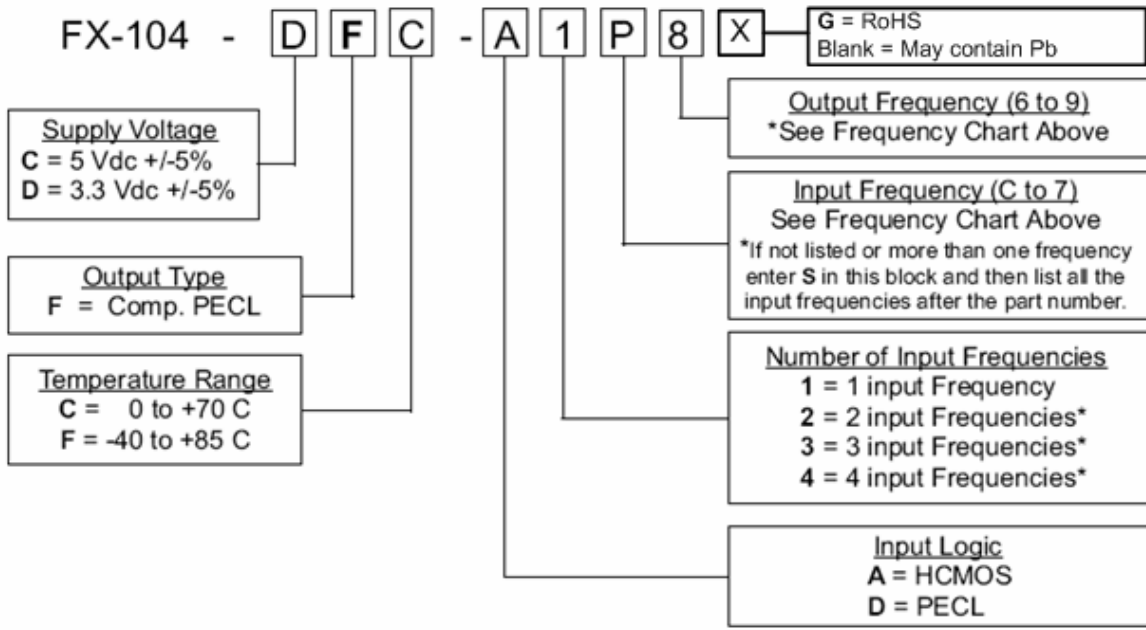 FX-104 - D F C - A 1 P 8 X
G = RoHS
Blank = May contain Pb
Output Frequency (6 to 9)
*See Frequency Chart Above
Supply Voltage
C = 5 Vdc +/-5%
D = 3.3 Vdc +/-5%
Input Frequency (C to 7)
See Frequency Chart Above
*If not listed or more than one frequency
enter S in this block and then list all the
input frequencies after the part number.
Output Type
F = Comp. PECL
Temperature Range
C = 0 to +70 C
F = -40 to +85 C
Number of Input Frequencies
1 = 1 input Frequency
2 = 2 input Frequencies*
3 = 3 input Frequencies*
4 = 4 input Frequencies*
Input Logic
A = HCMOS
D = PECL